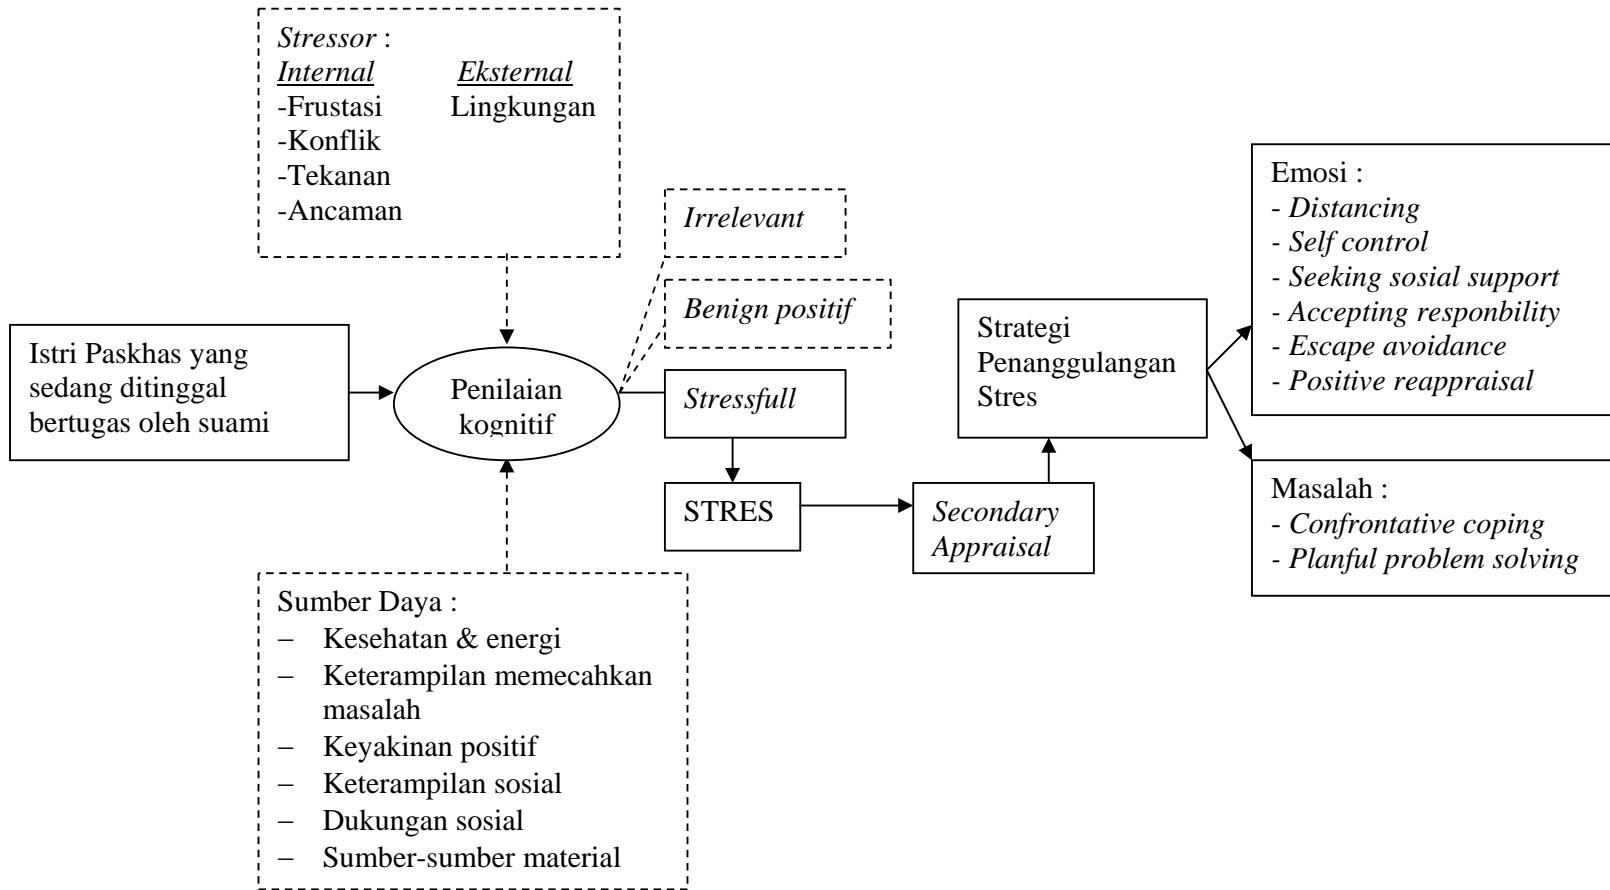 Stressor :
Internal Eksternal
-Frustasi Lingkungan
-Konflik
-Tekanan
-Ancaman
Irrelevant
Benign positif
Istri Paskhas yang
sedang ditinggal
bertugas oleh suami
Penilaian
kognitif
Stressfull
STRES
Secondary
Appraisal
Strategi
Penanggulangan
Stres
Emosi :
- Distancing
- Self control
- Seeking sosial support
- Accepting responbility
- Escape avoidance
- Positive reappraisal
Masalah :
- Confrontative coping
- Planful problem solving
Sumber Daya :
− Kesehatan & energi
− Keterampilan memecahkan
masalah
− Keyakinan positif
− Keterampilan sosial
− Dukungan sosial
− Sumber-sumber material